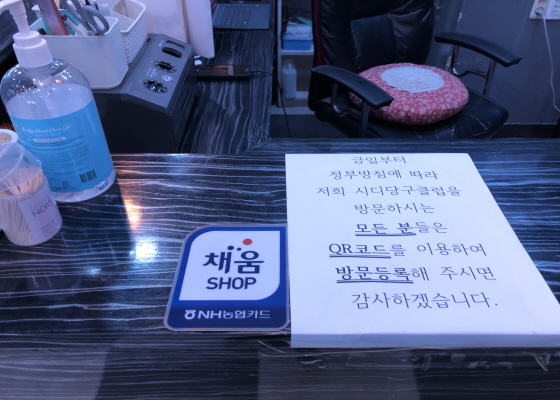 금일부터
정부방침에 따라
저희 시디당구클럽을
방문하시는
모든 분들은
QR코드를 이용하여
방문등록해 주시면
감사하겠습니다.
채움
SHOP
NH농협카드